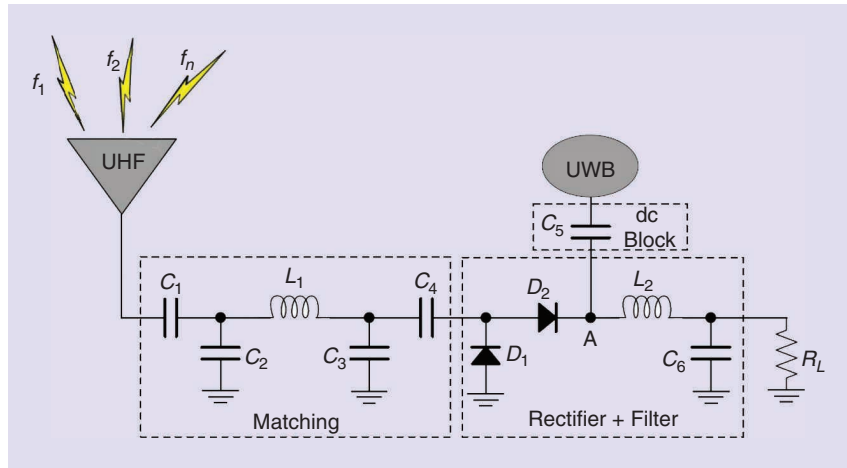 f1
f2
fn
UHF
UWB
C5
dc
Block
C1
L1
C4
D2
L2
A
C2
C3
D1
C6
RL
Matching
Rectifier + Filter